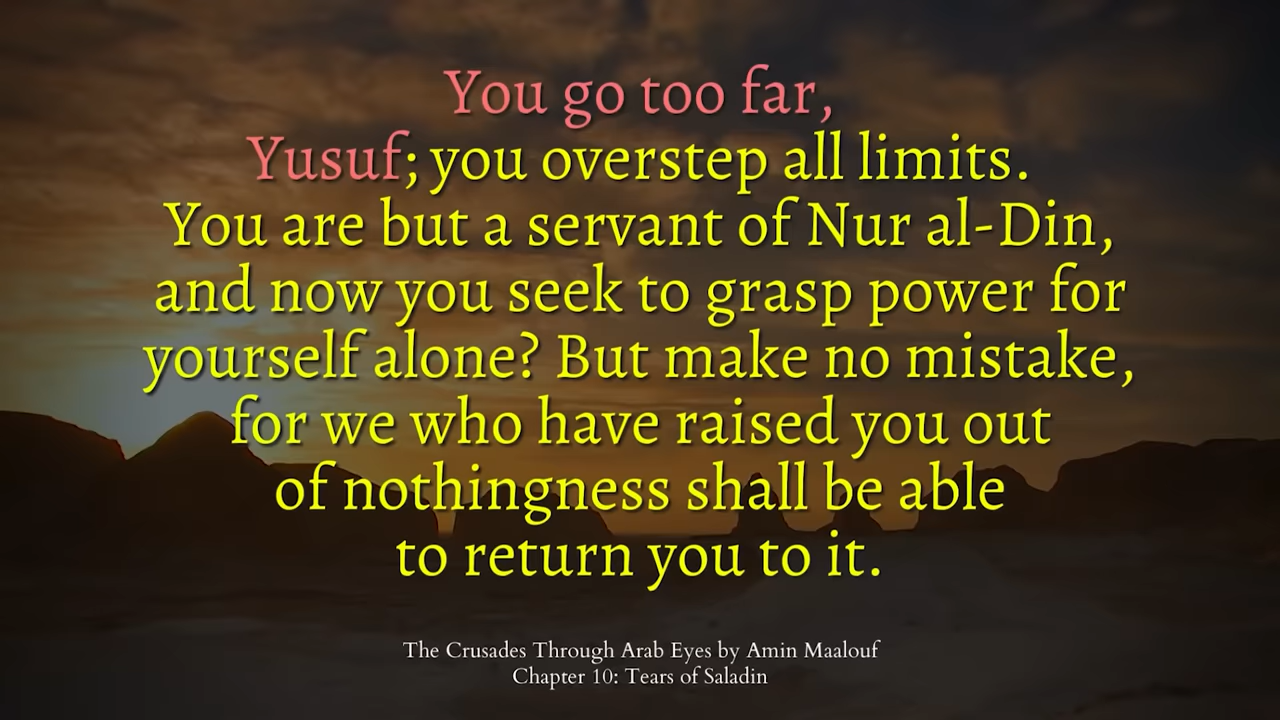 You go too far,
Yusuf; you overstep all limits.
You are but a servant of Nur al-Din,
and now you seek to grasp power for
yourself alone? But make no mistake,
for we who have raised you out
of nothingness shall be able
to return you to it.
The Crusades Through Arab Eyes by Amin Maalouf
Chapter 10: Tears of Saladin